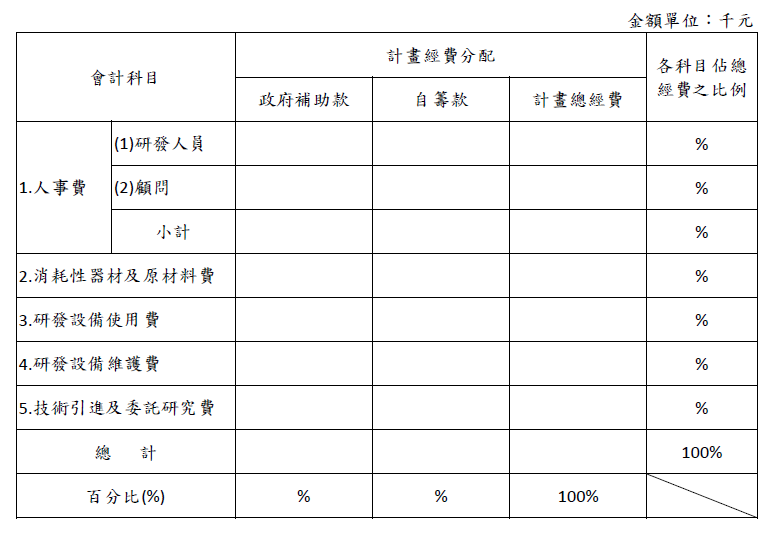 金額單位：千元
會計科目
計畫經費分配
各科目佔總
經費之比例
政府補助款
自籌款
計畫總經費
1.人事費
(1)研發人員
%
(2)顧問
%
小計
%
2.消耗性器材及原材料費
%
3.研發設備使用費
%
4.研發設備維護費
%
5.技術引進及委託研究費
%
總 計
100%
百分比(%)
%
%
100%